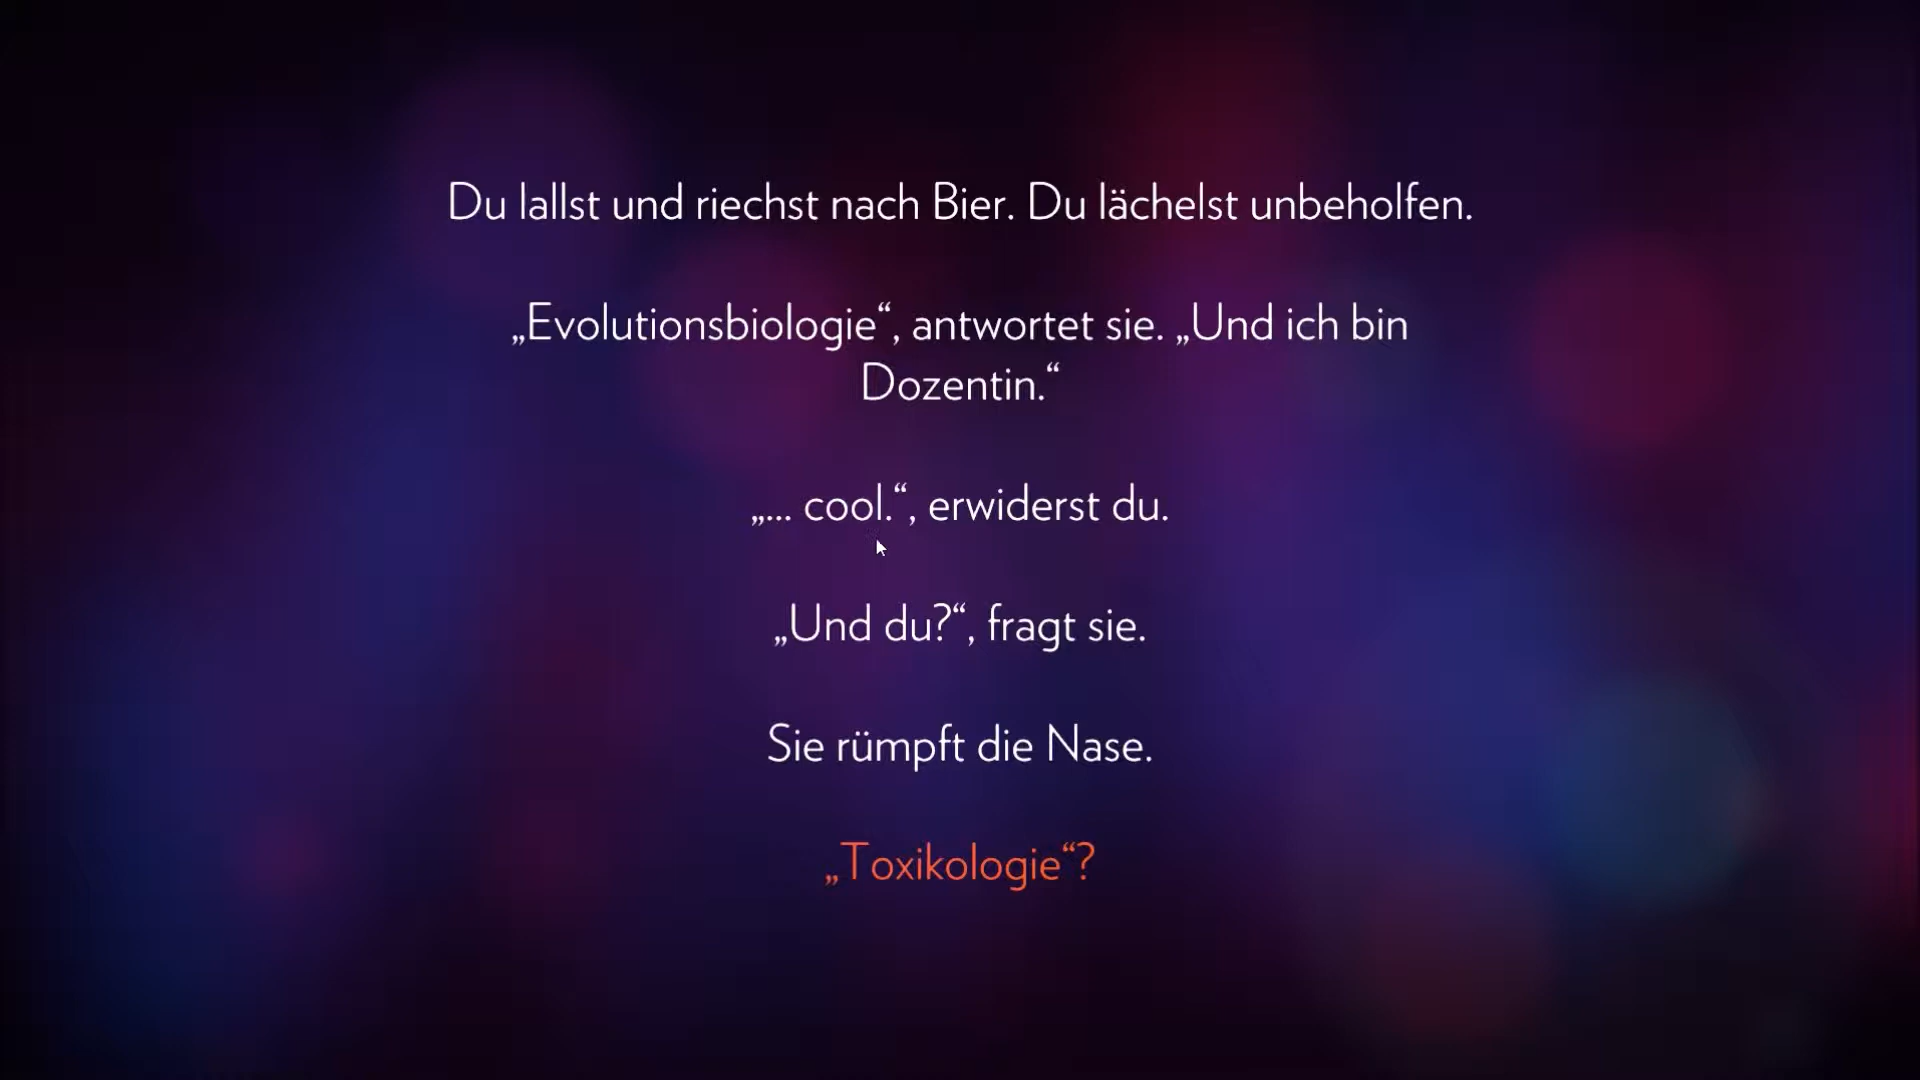 Du lallst und riechst nach Bier. Du lächelst unbeholfen.
„Evolutionsbiologie“, antwortet sie. „Und ich bin
Dozentin.“
„... cool.“, erwiderst du.
„Und du?“, fragt sie.
Sie rümpft die Nase.
„Toxikologie“?